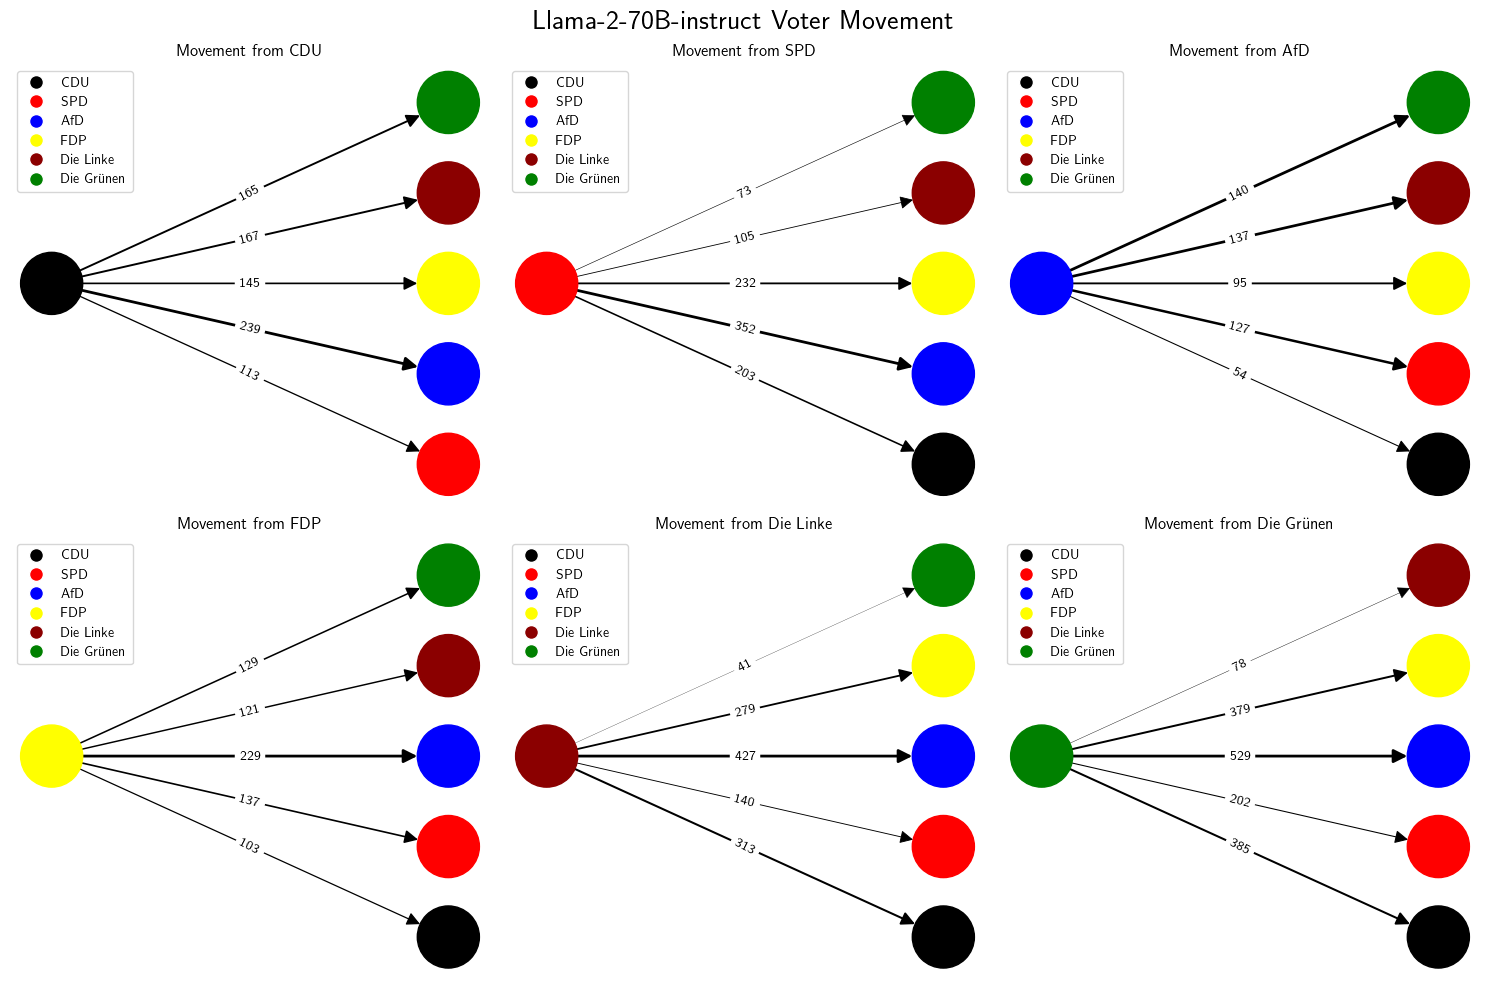 Llama-2-70B-instruct Voter Movement
Movement from CDU
CDU
SPD
AfD
FDP
Die Linke
Die Grünen
165
167
145
239
113
Movement from SPD
CDU
SPD
AfD
FDP
Die Linke
Die Grünen
73
105
232
352
203
Movement from AfD
CDU
SPD
AfD
FDP
Die Linke
Die Grünen
140
137
95
127
54
Movement from FDP
CDU
SPD
AfD
FDP
Die Linke
Die Grünen
129
121
229
137
103
Movement from Die Linke
CDU
SPD
AfD
FDP
Die Linke
Die Grünen
41
279
427
140
313
Movement from Die Grünen
CDU
SPD
AfD
FDP
Die Linke
Die Grünen
78
379
529
202
385